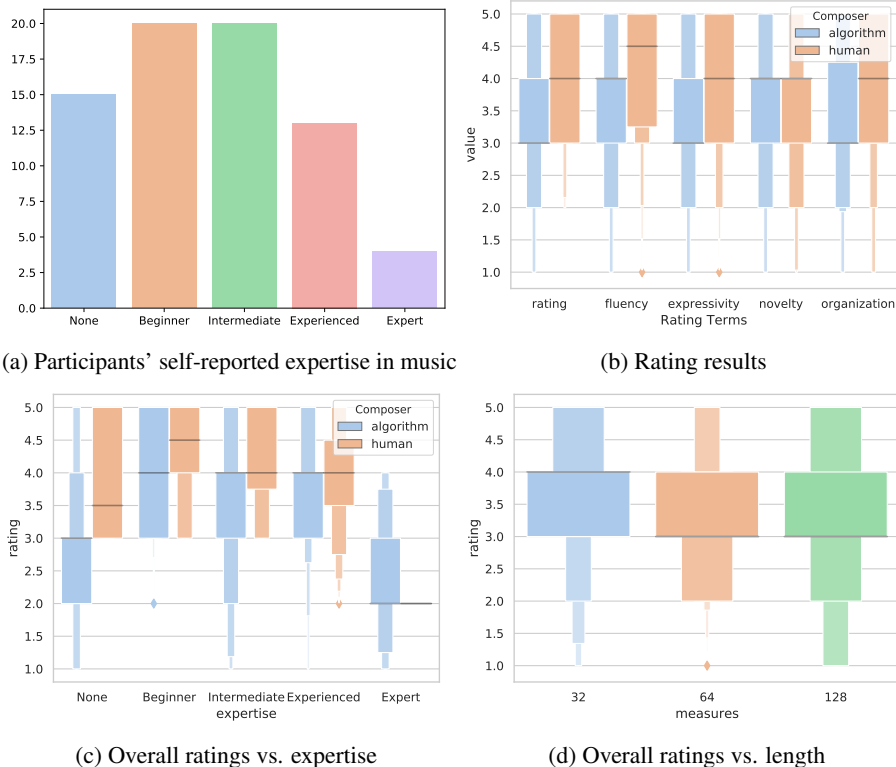 20.0
17.5
15.0
12.5
10.0
7.5
5.0
2.5
0.0
None Beginner Intermediate Experienced Expert
(a) Participants' self-reported expertise in music
5.0
4.5
4.0
3.5
3.0
2.5
2.0
1.5
1.0
value
Composer
algorithm
human
rating fluency expressivity novelty organization
Rating Terms
(b) Rating results
5.0
4.5
4.0
3.5
3.0
2.5
2.0
1.5
1.0
rating
Composer
algorithm
human
None Beginner Intermediate Experienced Expert
expertise
(c) Overall ratings vs. expertise
5.0
4.5
4.0
3.5
3.0
2.5
2.0
1.5
1.0
rating
32 64 128
measures
(d) Overall ratings vs. length